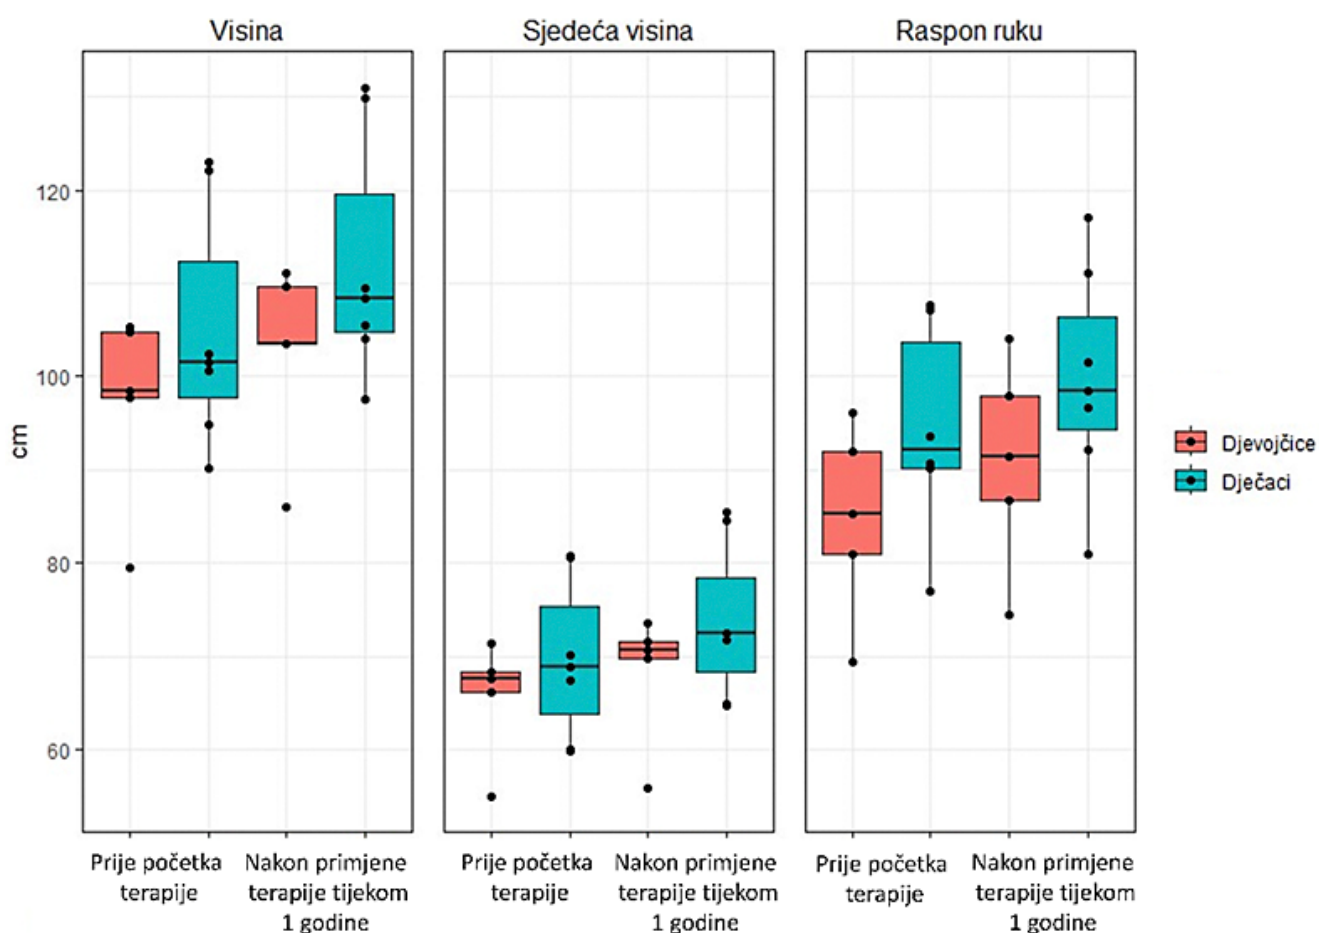 Visina
Sjedeća visina
Raspon ruku
cm
120
100
80
60
Prije početka
terapije
Nakon primjene
terapije tijekom
1 godine
Prije početka
terapije
Nakon primjene
terapije tijekom
1 godine
Prije početka
terapije
Nakon primjene
terapije tijekom
1 godine
Djevojčice
Dječaci